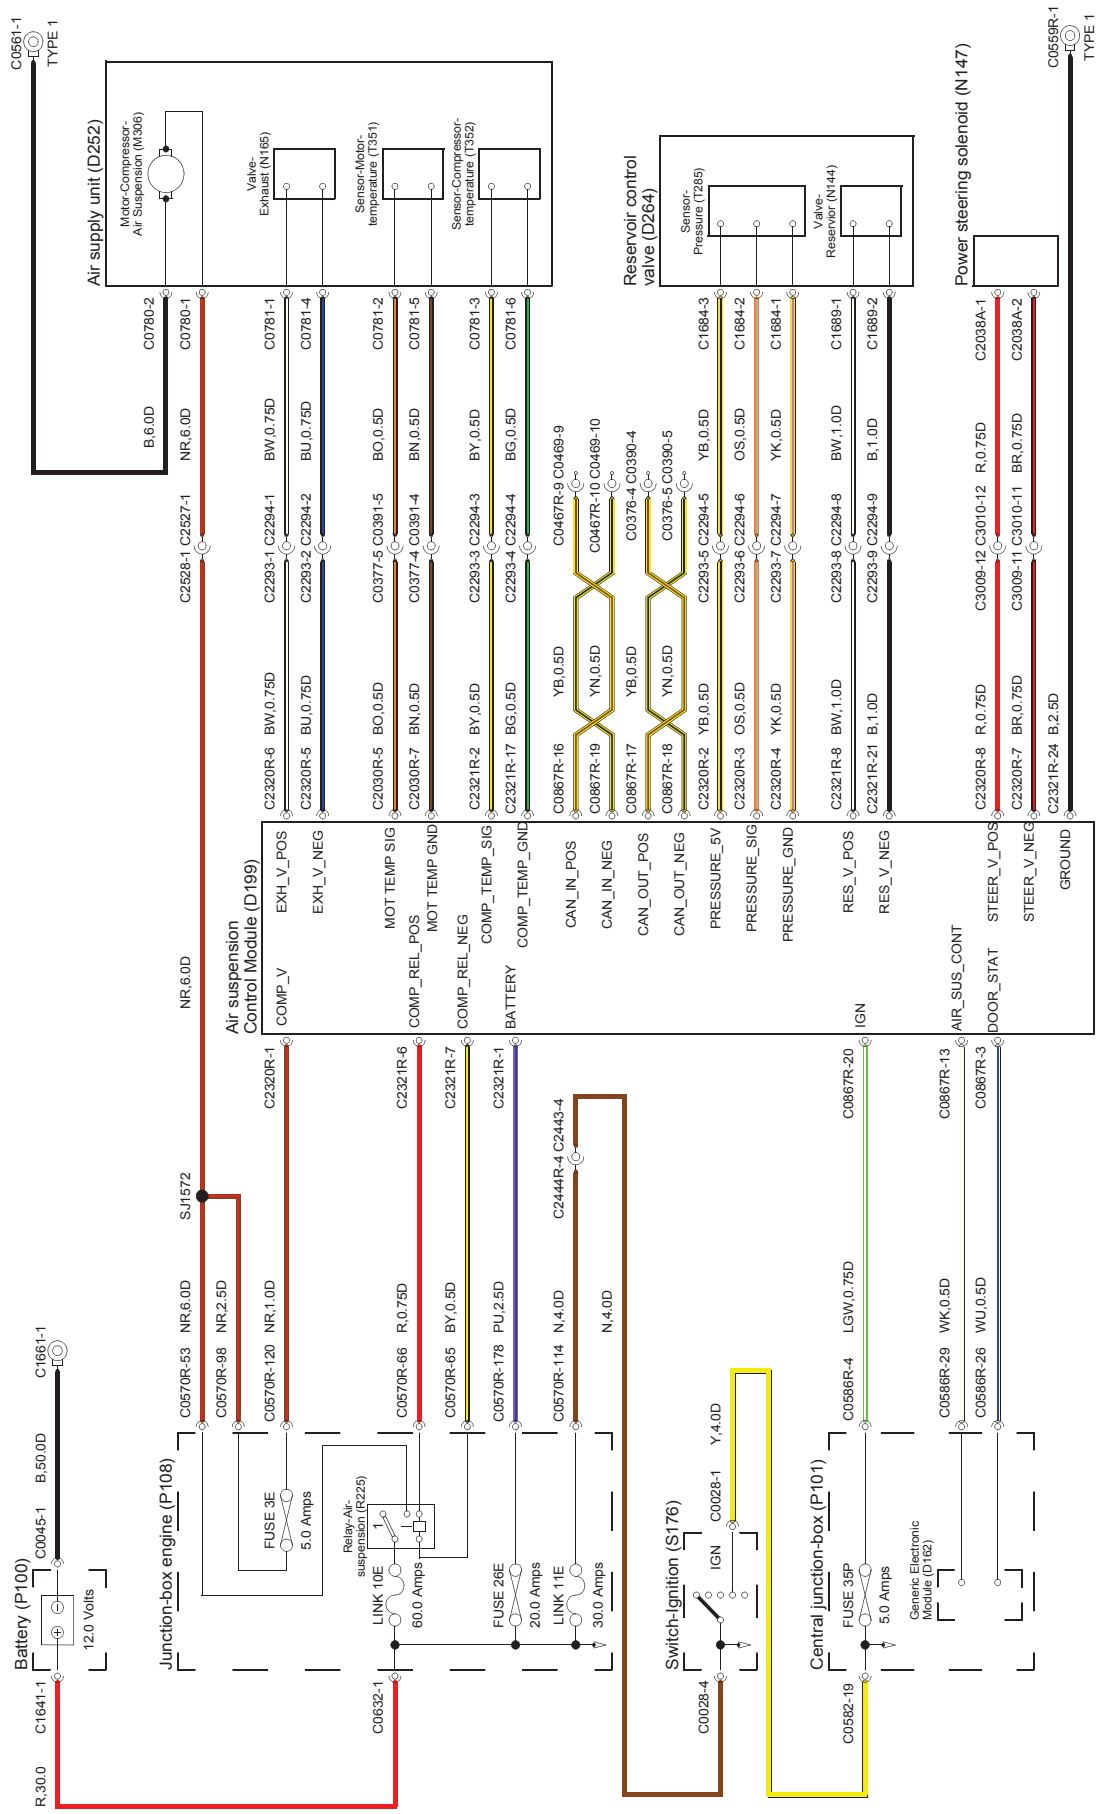 C0561-1
TYPE 1
Air supply unit (D252)
Motor-Compressor-
Air Suspension (M306)
Valve-
Exhaust (N165)
Sensor-Motor-
temperature (T351)
Sensor-Compressor-
temperature (T352)
Reservoir control
valve (D264)
Sensor-
Pressure (T285)
Valve-
Reservior (N144)
Power steering solenoid (N147)
C0559R-1
TYPE 1
C0780-2
C0780-1
C0781-1
C0781-4
C0781-2
C0781-5
C0781-3
C0781-6
C1684-3
C1684-2
C1684-1
C1689-1
C1689-2
C2038A-1
C2038A-2
B,6.0D
NR,6.0D
BW,0.75D
BU,0.75D
BO,0.5D
BN,0.5D
BY,0.5D
BG,0.5D
YB,0.5D
OS,0.5D
YK,0.5D
BW,1.0D
B,1.0D
R,0.75D
BR,0.75D
C2528-1 C2527-1
C2293-1 C2294-1
C2293-2 C2294-2
C0377-5 C0391-5
C0377-4 C0391-4
C2293-3 C2294-3
C2293-4 C2294-4
C0467R-9 C0469-9
C0467R-10 C0469-10
C0376-4 C0390-4
C0376-5 C0390-5
C2293-5 C2294-5
C2293-6 C2294-6
C2293-7 C2294-7
C2293-8 C2294-8
C2293-9 C2294-9
C3009-12 C3010-12
C3009-11 C3010-11
C2320R-6 BW,0.75D
C2320R-5 BU,0.75D
C2030R-5 BO,0.5D
C2030R-7 BN,0.5D
C2321R-2 BY,0.5D
C2321R-17 BG,0.5D
C0867R-16 YB,0.5D
C0867R-19 YN,0.5D
C0867R-17 YB,0.5D
C0867R-18 YN,0.5D
C2320R-2 YB,0.5D
C2320R-3 OS,0.5D
C2320R-4 YK,0.5D
C2321R-8 BW,1.0D
C2321R-21 B,1.0D
C2320R-8 R,0.75D
C2320R-7 BR,0.75D
C2321R-24 B,2.5D
Air suspension
Control Module (D199)
EXH_V_POS
EXH_V_NEG
MOT TEMP SIG
MOT TEMP GND
COMP_TEMP_SIG
COMP_TEMP_GND
CAN_IN_POS
CAN_IN_NEG
CAN_OUT_POS
CAN_OUT_NEG
PRESSURE_5V
PRESSURE_SIG
PRESSURE_GND
RES_V_POS
RES_V_NEG
STEER_V_POS
STEER_V_NEG
GROUND
COMP_V
COMP_REL_POS
COMP_REL_NEG
BATTERY
IGN
AIR_SUS_CONT
DOOR_STAT
NR,6.0D
C2320R-1
C2321R-6
C2321R-7
C2321R-1
C2444R-4 C2443-4
C0867R-20
C0867R-13
C0867R-3
SJ1572
C1661-1
B,50.0D
C0045-1
C0570R-53 NR,6.0D
C0570R-98 NR,2.5D
C0570R-120 NR,1.0D
C0570R-66 R,0.75D
C0570R-65 BY,0.5D
C0570R-178 PU,2.5D
C0570R-114 N,4.0D
N,4.0D
Y,4.0D
C0028-1
C0586R-4 LGW,0.75D
C0586R-29 WK,0.5D
C0586R-26 WU,0.5D
Battery (P100)
12.0 Volts
Junction-box engine (P108)
FUSE 3E
5.0 Amps
Relay-Air-
suspension (R225)
LINK 10E
60.0 Amps
FUSE 26E
20.0 Amps
LINK 11E
30.0 Amps
Switch-Ignition (S176)
IGN
Central junction-box (P101)
FUSE 35P
5.0 Amps
Generic Electronic
Module (D162)
C1641-1
R,30.0
C0632-1
C0028-4
C0582-19